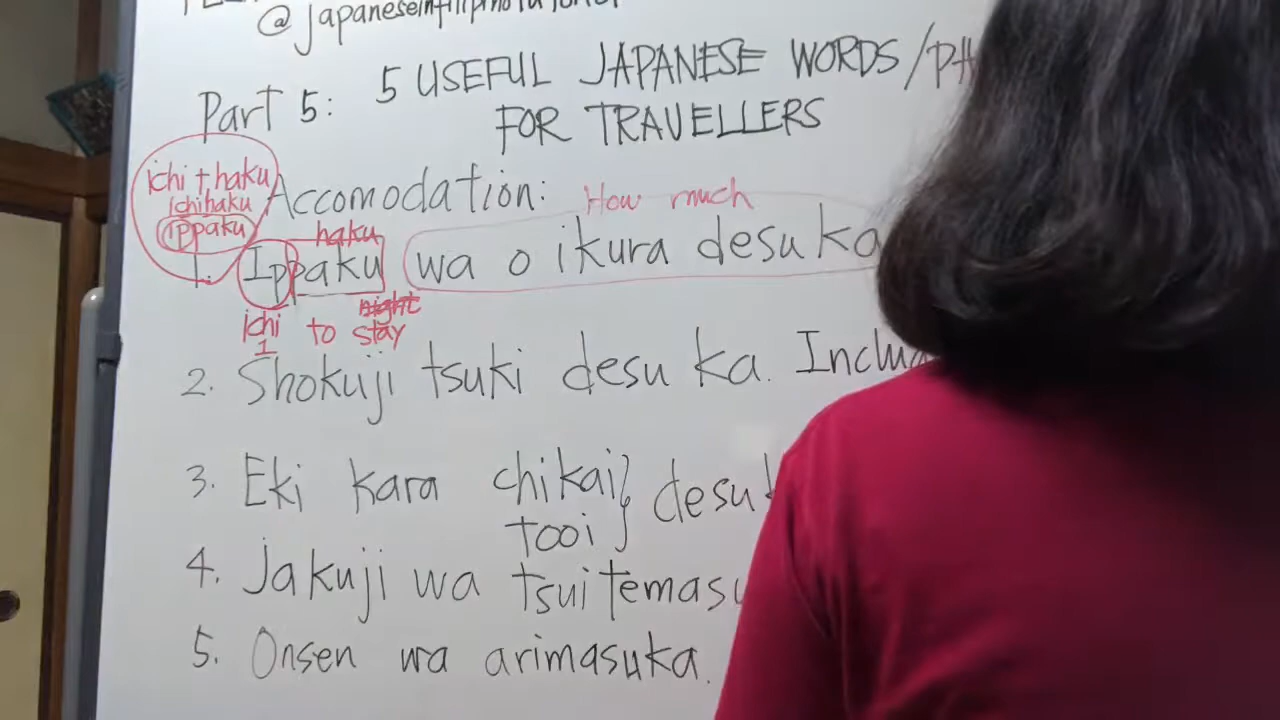 Part 5: 5 USEFUL JAPANESE WORDS/PH
FOR TRAVELLERS
ichi + haku
ichihaku
ippaku
Accomodation: How much
haku
1. Ippaku wa o ikura desu ka
night
ichi to stay
1
2. Shokuji tsuki desu ka. Inclu
3. Eki kara chikai} desuk
tooi
4. Jakuji wa tsuitemasu
5. Onsen wa arimasuka.